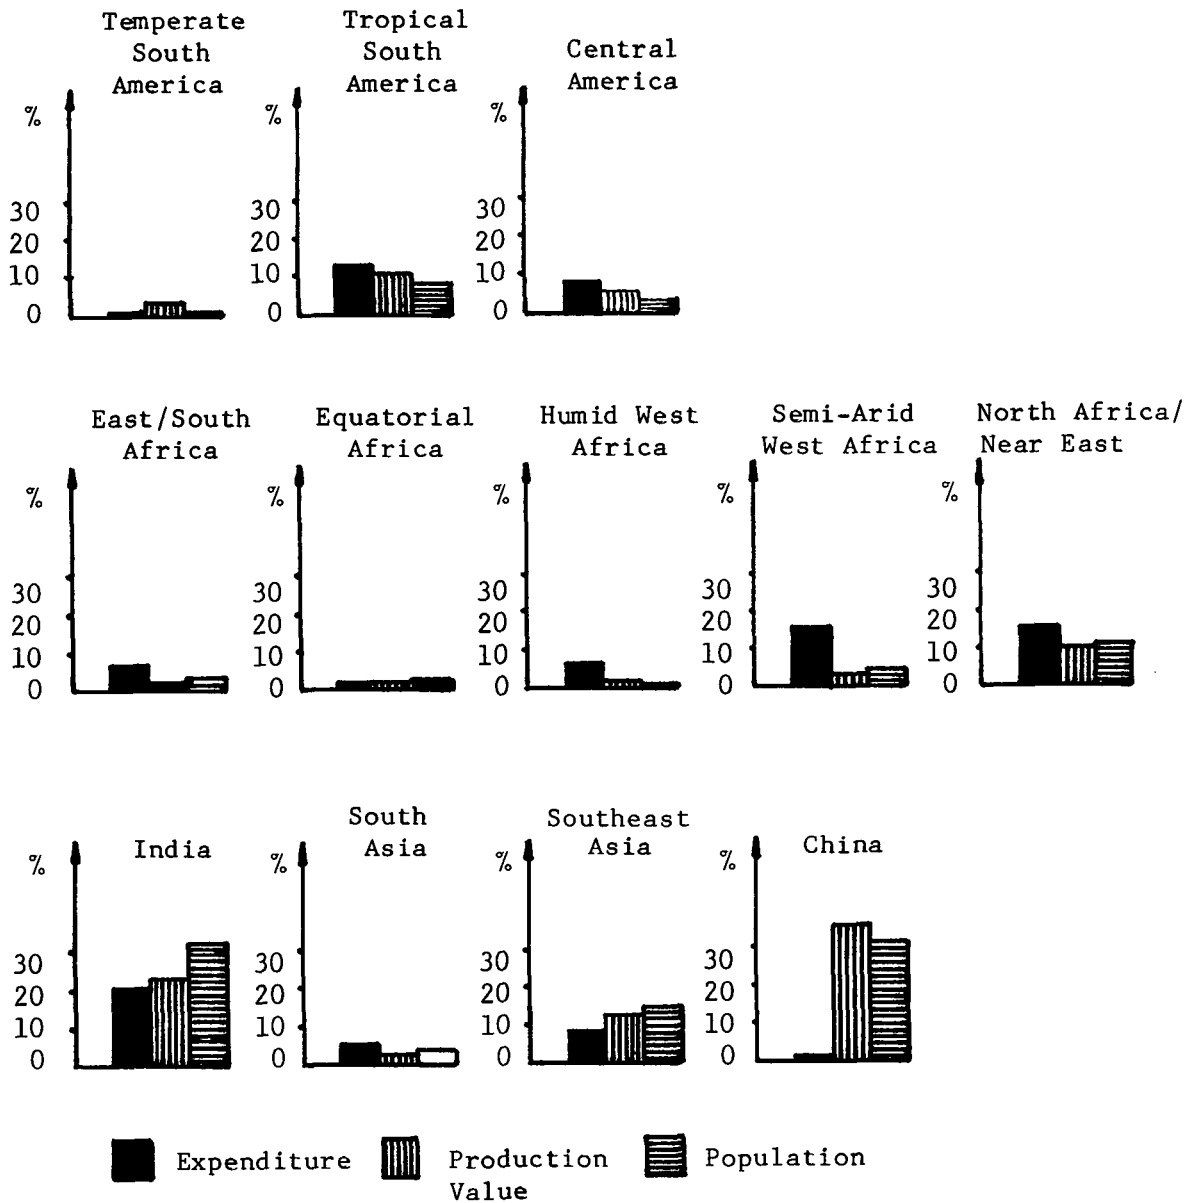 Temperate
South
America
Tropical
South
America
Central
America
%
30
20
10
0
%
30
20
10
0
%
30
20
10
0
East/South
Africa
Equatorial
Africa
Humid West
Africa
Semi-Arid
West Africa
North Africa/
Near East
%
30
20
10
0
%
30
20
10
0
%
30
20
10
0
%
30
20
10
0
%
30
20
10
0
India
South
Asia
Southeast
Asia
China
%
30
20
10
0
%
30
20
10
0
%
30
20
10
0
%
30
20
10
0
Expenditure
Production
Value
Population